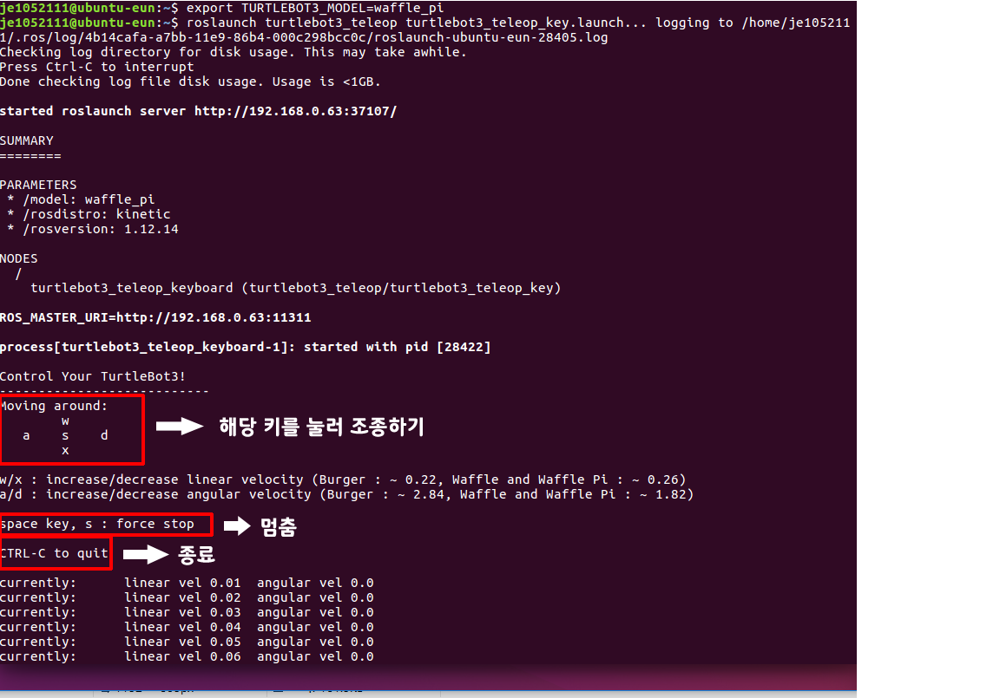 je1052111@ubuntu-eun:~$ export TURTLEBOT3_MODEL=waffle_pi
je1052111@ubuntu-eun:~$ roslaunch turtlebot3_teleop turtlebot3_teleop_key.launch... logging to /home/je105211
1/.ros/log/4b14cafa-a7bb-11e9-86b4-000c298bcc0c/roslaunch-ubuntu-eun-28405.log
Checking log directory for disk usage. This may take awhile.
Press Ctrl-C to interrupt
Done checking log file disk usage. Usage is <1GB.
started roslaunch server http://192.168.0.63:37107/
SUMMARY
========
PARAMETERS
* /model: waffle_pi
* /rosdistro: kinetic
* /rosversion: 1.12.14
NODES
/
turtlebot3_teleop_keyboard (turtlebot3_teleop/turtlebot3_teleop_key)
ROS_MASTER_URI=http://192.168.0.63:11311
process[turtlebot3_teleop_keyboard-1]: started with pid [28422]
Control Your TurtleBot3!
---------------------------
Moving around:
w
a s d
x
해당 키를 눌러 조종하기
w/x : increase/decrease linear velocity (Burger : ~ 0.22, Waffle and Waffle Pi : ~ 0.26)
a/d : increase/decrease angular velocity (Burger : ~ 2.84, Waffle and Waffle Pi : ~ 1.82)
space key, s : force stop 멈춤
CTRL-C to quit 종료
currently: linear vel 0.01 angular vel 0.0
currently: linear vel 0.02 angular vel 0.0
currently: linear vel 0.03 angular vel 0.0
currently: linear vel 0.04 angular vel 0.0
currently: linear vel 0.05 angular vel 0.0
currently: linear vel 0.06 angular vel 0.0